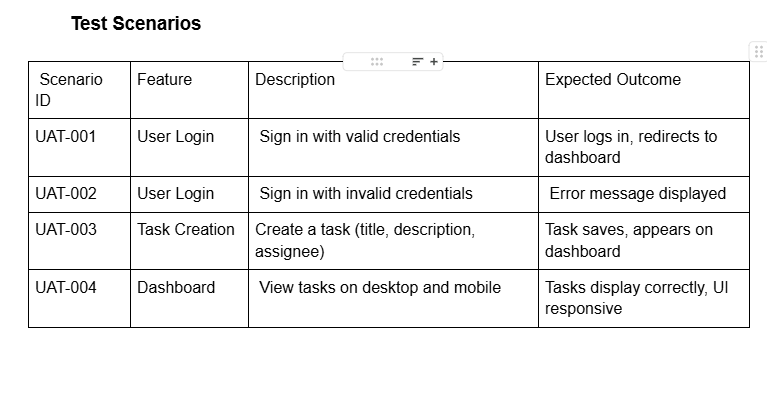 Test Scenarios
Scenario ID	Feature	Description	Expected Outcome
UAT-001	User Login	Sign in with valid credentials	User logs in, redirects to dashboard
UAT-002	User Login	Sign in with invalid credentials	Error message displayed
UAT-003	Task Creation	Create a task (title, description, assignee)	Task saves, appears on dashboard
UAT-004	Dashboard	View tasks on desktop and mobile	Tasks display correctly, UI responsive